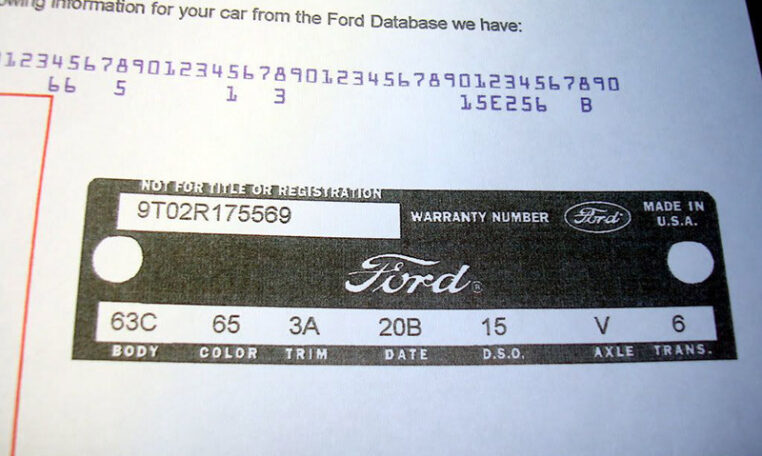 owing information for your car from the Ford Database we have:
12345678901234567890123456789012345678901234567890
66 5 1 3 15E256 B
NOT FOR TITLE OR REGISTRATION
9T02R175569
WARRANTY NUMBER
Ford
MADE IN
U.S.A.
Ford®
63C 65 3A 20B 15 V 6
BODY COLOR TRIM DATE D.S.O. AXLE TRANS.